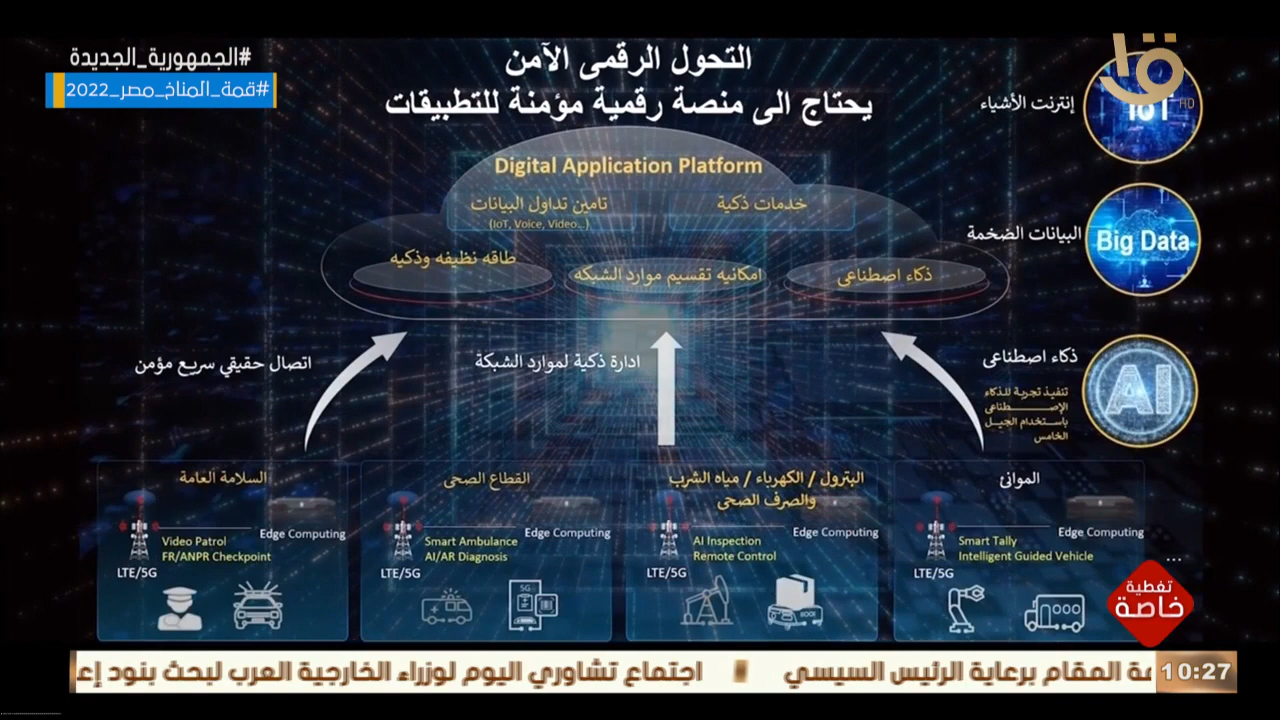 #الجمهورية_الجديدة
#قمة_المناخ_مصر_2022
HD
التحول الرقمى الآمن
يحتاج الى منصة رقمية مؤمنة للتطبيقات
إنترنت الأشياء
IoT
Digital Application Platform
خدمات ذكية
تامين تداول البيانات
(IoT, Voice, Video...)
البيانات الضخمة
Big Data
ذكاء اصطناعى
امكانيه تقسيم موارد الشبكه
طاقه نظيفه وذكيه
ذكاء اصطناعى
AI
تنفيذ تجربة للذكاء
الإصطناعى
باستخدام الجيل
الخامس
ادارة ذكية لموارد الشبكة
اتصال حقيقي سريع مؤمن
الموانئ
Edge Computing
Smart Tally
Intelligent Guided Vehicle
LTE/5G
...
البترول / الكهرباء / مياه الشرب
والصرف الصحى
Edge Computing
AI Inspection
Remote Control
LTE/5G
القطاع الصحى
Edge Computing
Smart Ambulance
AI/AR Diagnosis
LTE/5G
5G
السلامة العامة
Edge Computing
Video Patrol
FR/ANPR Checkpoint
LTE/5G
تغطية
خاصة
المقام برعاية الرئيس السيسي
اجتماع تشاوري اليوم لوزراء الخارجية العرب لبحث بنود
10:27